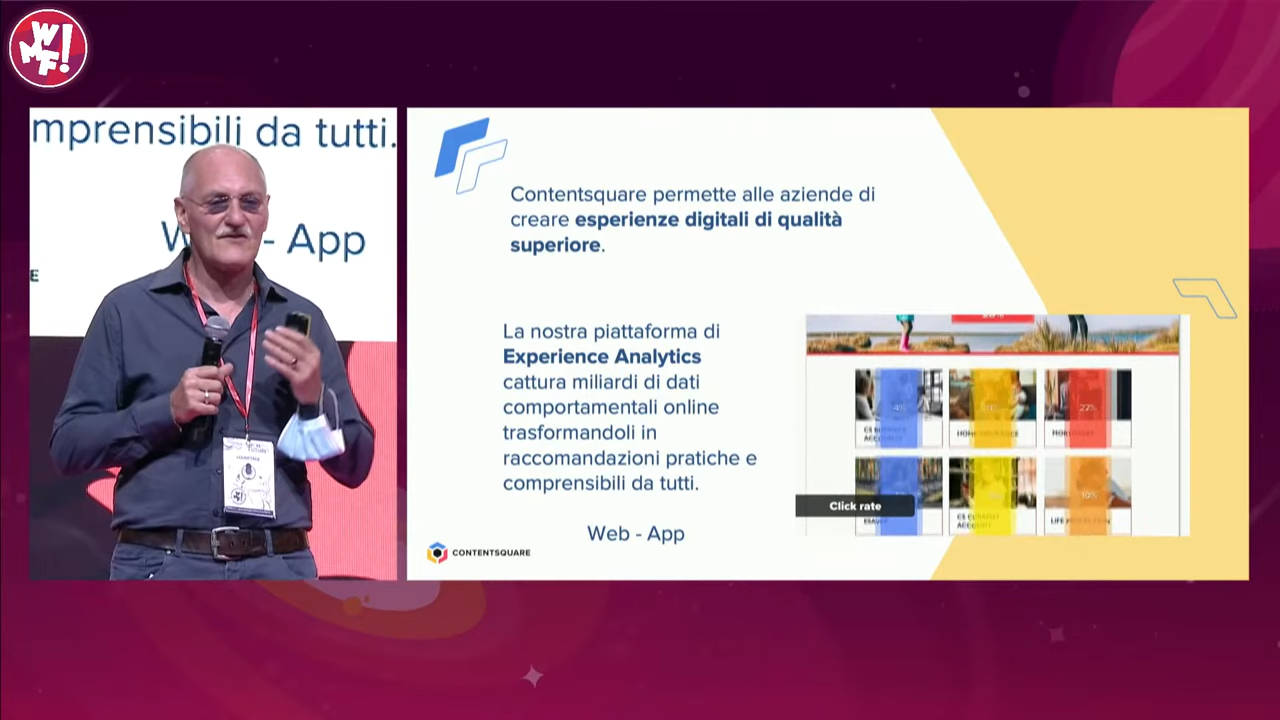 WMF!
mprensibili da tutti.
- App
E
Contentsquare permette alle aziende di
creare esperienze digitali di qualità
superiore.
La nostra piattaforma di
Experience Analytics
cattura miliardi di dati
comportamentali online
trasformandoli in
raccomandazioni pratiche e
comprensibili da tutti.
Web - App
CONTENTSQUARE
4%
22%
10%
Click rate